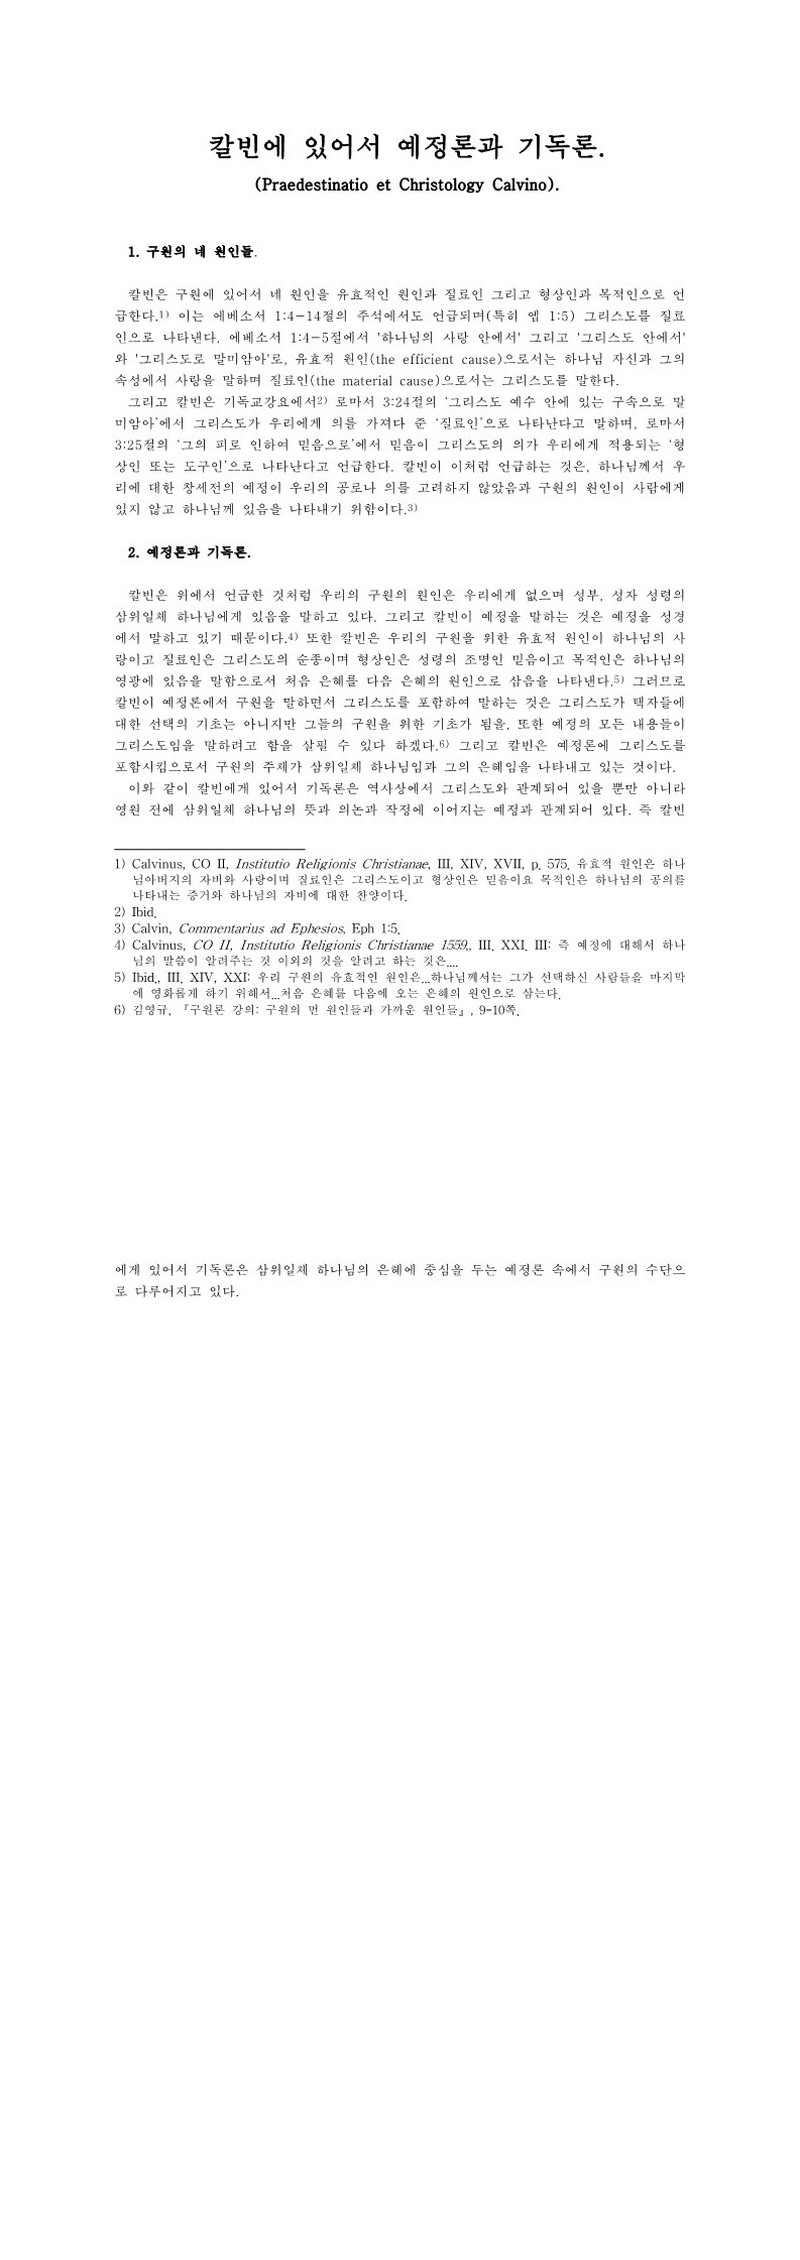 칼빈에 있어서 예정론과 기독론.
(Praedestinatio et Christology Calvino).
1. 구원의 네 원인들.
칼빈은 구원에 있어서 네 원인을 유효적인 원인과 질료인 그리고 형상인과 목적인으로 언
급한다.1) 이는 에베소서 1:4-14절의 주석에서도 언급되며(특히 엡 1:5) 그리스도를 질료
인으로 나타낸다. 에베소서 1:4-5절에서 '하나님의 사랑 안에서' 그리고 '그리스도 안에서'
와 '그리스도로 말미암아'로, 유효적 원인(the efficient cause)으로서는 하나님 자신과 그의
속성에서 사랑을 말하며 질료인(the material cause)으로서는 그리스도를 말한다.
그리고 칼빈은 기독교강요에서2) 로마서 3:24절의 '그리스도 예수 안에 있는 구속으로 말
미암아'에서 그리스도가 우리에게 의를 가져다 준 '질료인'으로 나타난다고 말하며, 로마서
3:25절의 '그의 피로 인하여 믿음으로'에서 믿음이 그리스도의 의가 우리에게 적용되는 '형
상인 또는 도구인'으로 나타난다고 언급한다. 칼빈이 이처럼 언급하는 것은, 하나님께서 우
리에 대한 창세전의 예정이 우리의 공로나 의를 고려하지 않았음과 구원의 원인이 사람에게
있지 않고 하나님께 있음을 나타내기 위함이다.3)
2. 예정론과 기독론.
칼빈은 위에서 언급한 것처럼 우리의 구원의 원인은 우리에게 없으며 성부, 성자 성령의
삼위일체 하나님에게 있음을 말하고 있다. 그리고 칼빈이 예정을 말하는 것은 예정을 성경
에서 말하고 있기 때문이다.4) 또한 칼빈은 우리의 구원을 위한 유효적 원인이 하나님의 사
랑이고 질료인은 그리스도의 순종이며 형상인은 성령의 조명인 믿음이고 목적인은 하나님의
영광에 있음을 말함으로서 처음 은혜를 다음 은혜의 원인으로 삼음을 나타낸다.5) 그러므로
칼빈이 예정론에서 구원을 말하면서 그리스도를 포함하여 말하는 것은 그리스도가 택자들에
대한 선택의 기초는 아니지만 그들의 구원을 위한 기초가 됨을, 또한 예정의 모든 내용들이
그리스도임을 말하려고 함을 살필 수 있다 하겠다.6) 그리고 칼빈은 예정론에 그리스도를
포함시킴으로서 구원의 주체가 삼위일체 하나님임과 그의 은혜임을 나타내고 있는 것이다.
이와 같이 칼빈에게 있어서 기독론은 역사상에서 그리스도와 관계되어 있을 뿐만 아니라
영원 전에 삼위일체 하나님의 뜻과 의논과 작정에 이어지는 예정과 관계되어 있다. 즉 칼빈
1) Calvinus, CO II, Institutio Religionis Christianae, III, XIV, XVII, p. 575. 유효적 원인은 하나
님아버지의 자비와 사랑이며 질료인은 그리스도이고 형상인은 믿음이요 목적인은 하나님의 공의를
나타내는 증거와 하나님의 자비에 대한 찬양이다.
2) Ibid.
3) Calvin, Commentarius ad Ephesios, Eph 1:5.
4) Calvinus, CO II, Institutio Religionis Christianae 1559,, III. XXI. III: 즉 예정에 대해서 하나
님의 말씀이 알려주는 것 이외의 것을 알려고 하는 것은....
5) Ibid., III. XIV, XXI: 우리 구원의 유효적인 원인은...하나님께서는 그가 선택하신 사람들을 마지막
에 영화롭게 하기 위해서...처음 은혜를 다음에 오는 은혜의 원인으로 삼는다.
6) 김영규, 『구원론 강의: 구원의 먼 원인들과 가까운 원인들』, 9-10쪽.
에게 있어서 기독론은 삼위일체 하나님의 은혜에 중심을 두는 예정론 속에서 구원의 수단으
로 다루어지고 있다.